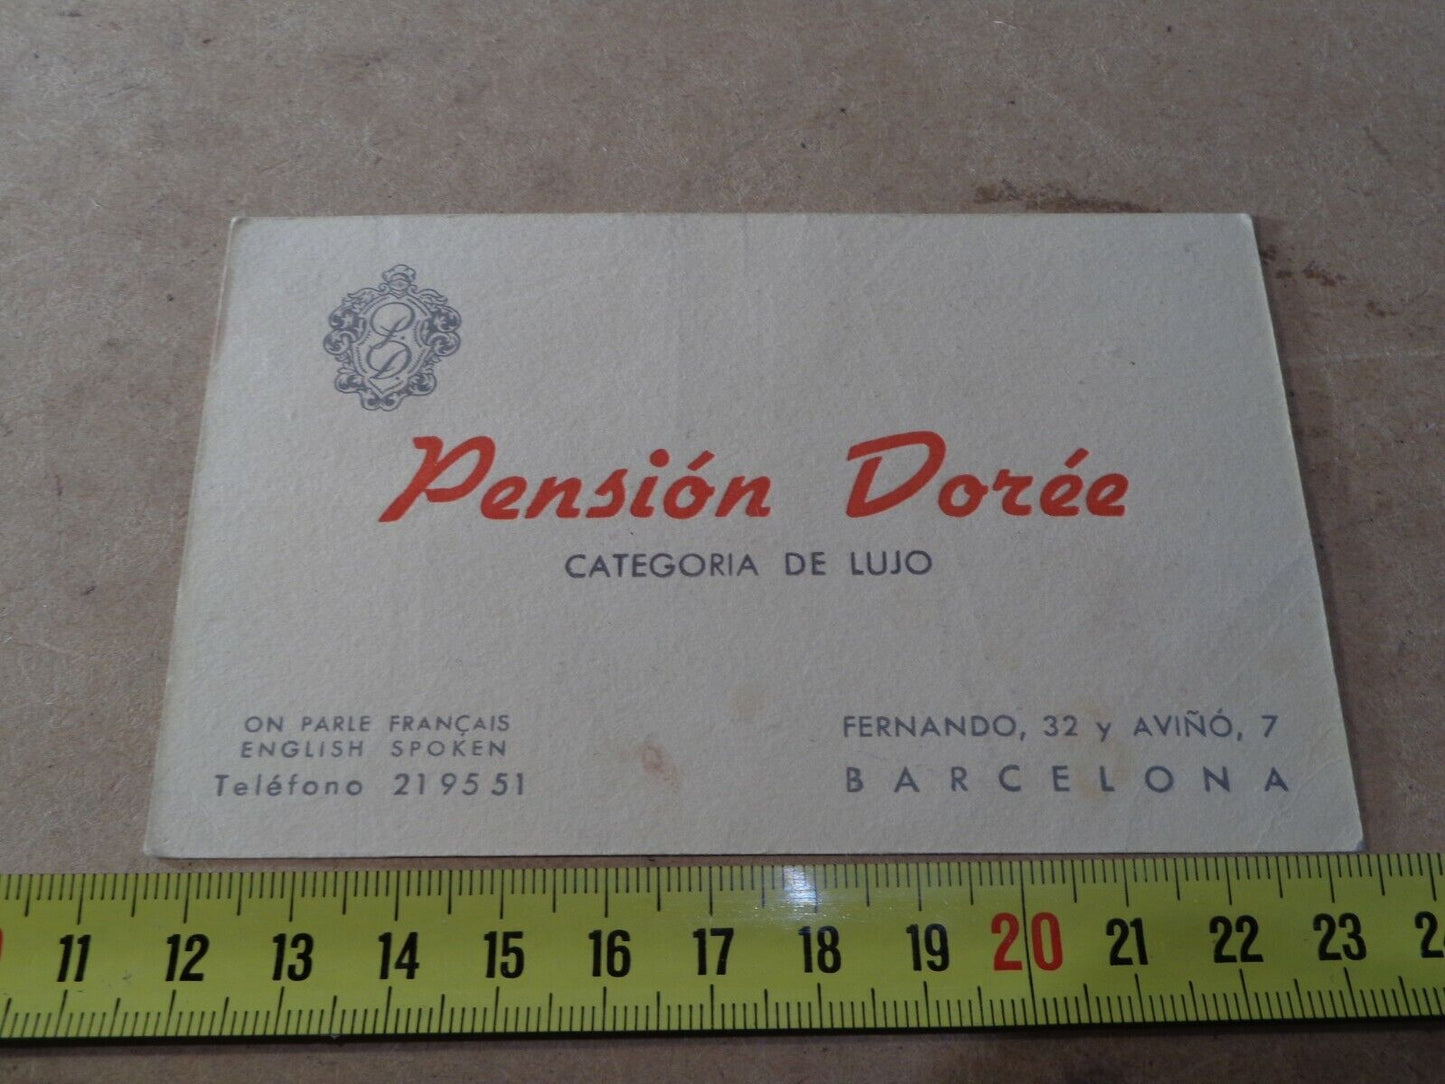 P.D.
Pensión Dorée
CATEGORIA DE LUJO
ON PARLE FRANÇAIS
ENGLISH SPOKEN
Teléfono 21 95 51
FERNANDO, 32 y AVIÑÓ, 7
BARCELONA
11 12 13 14 15 16 17 18 19 20 21 22 23